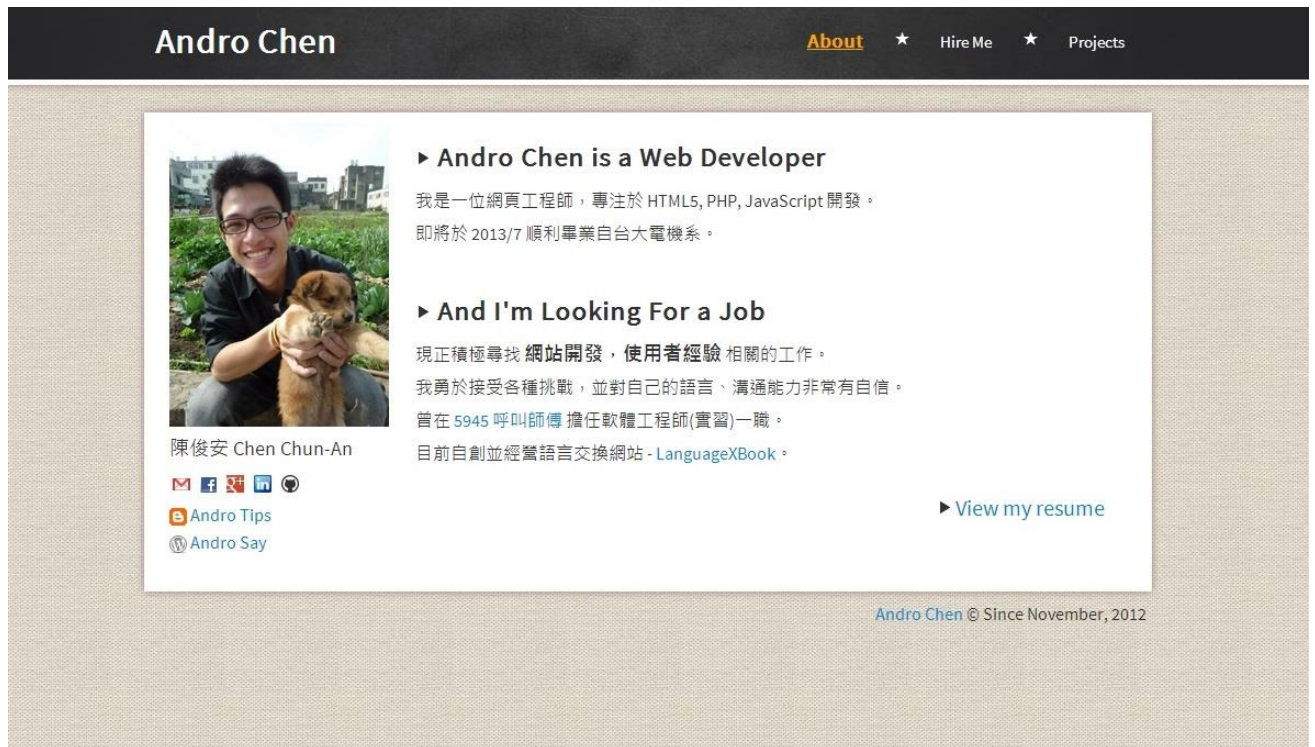 Andro Chen
About ★ Hire Me ★ Projects
Andro Chen is a Web Developer
我是一位網頁工程師，專注於 HTML5, PHP, JavaScript 開發。
即將於 2013/7 順利畢業自台大電機系。
And I'm Looking For a Job
現正積極尋找 網站開發，使用者經驗 相關的工作。
我勇於接受各種挑戰，並對自己的語言、溝通能力非常有自信。
曾在 5945 呼叫師傅 擔任軟體工程師(實習)一職。
目前自創並經營語言交換網站 - LanguageXBook。
View my resume
陳俊安 Chen Chun-An
Andro Tips
Andro Say
Andro Chen © Since November, 2012